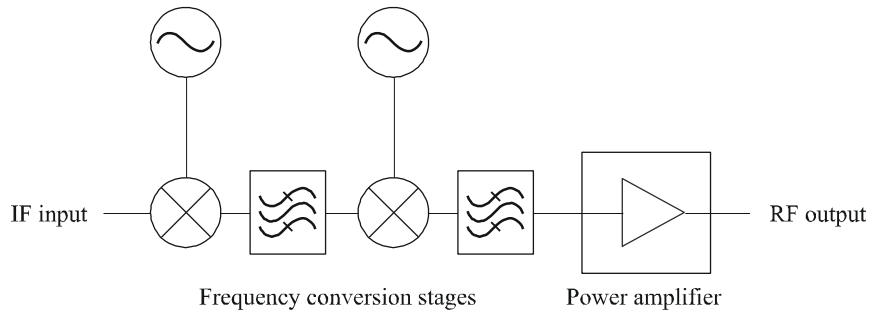 IF input
RF output
Frequency conversion stages
Power amplifier